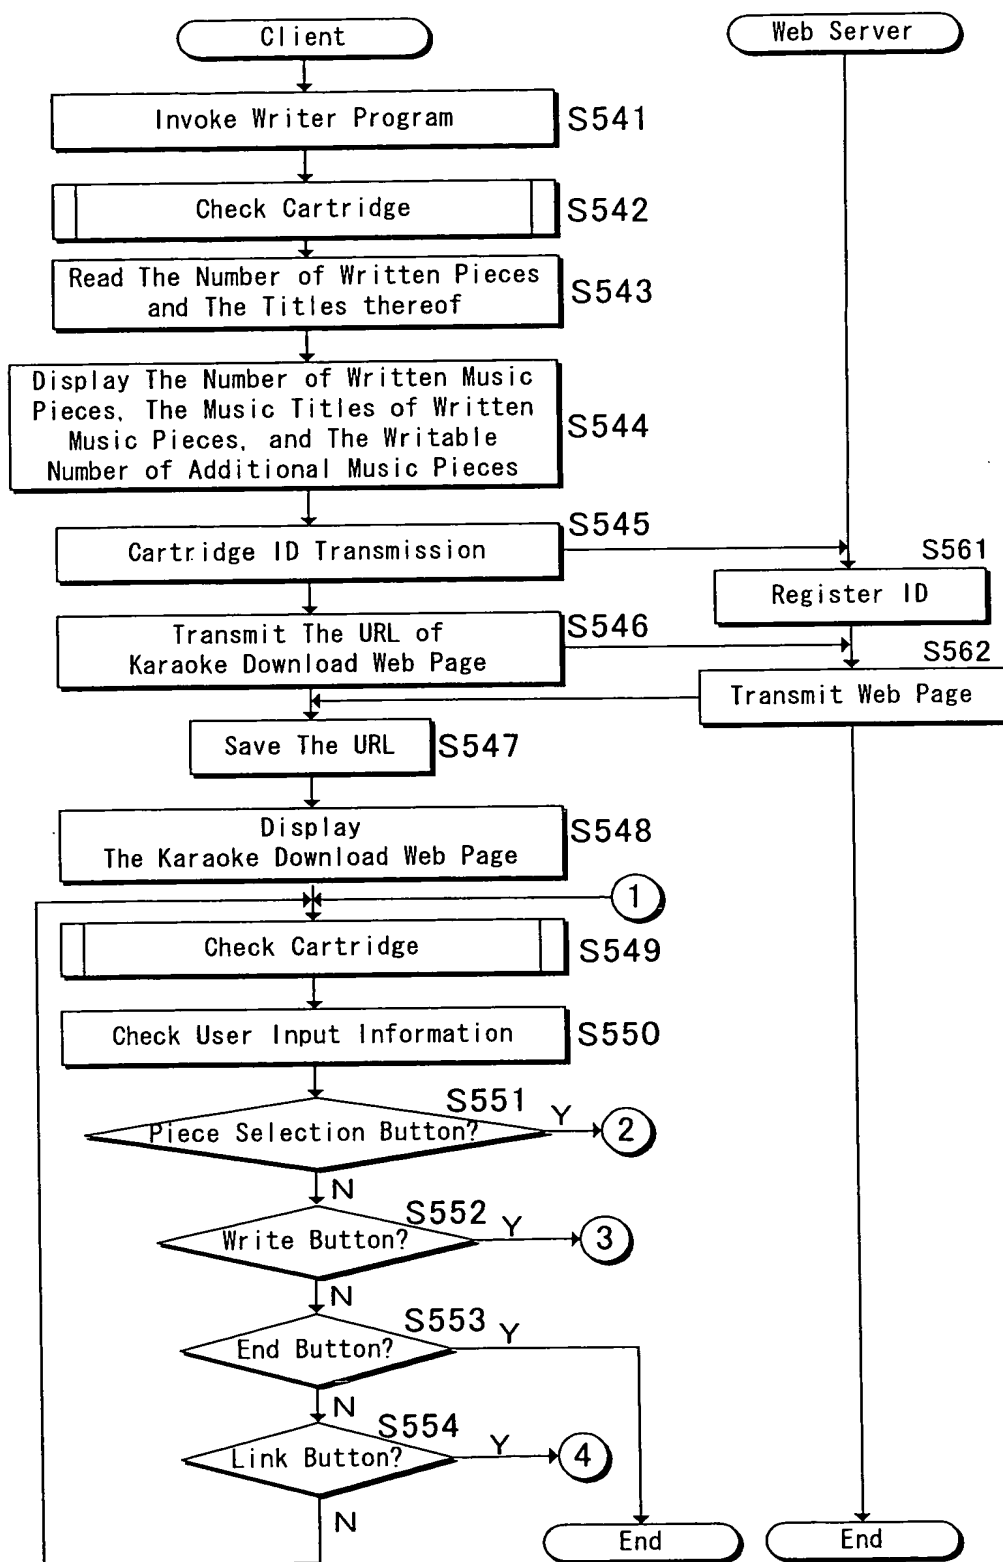 Client
Web Server
Invoke Writer Program
S541
Check Cartridge
S542
Read The Number of Written Pieces
and The Titles thereof
S543
Display The Number of Written Music
Pieces, The Music Titles of Written
Music Pieces, and The Writable
Number of Additional Music Pieces
S544
S545
Cartridge ID Transmission
S561
Register ID
Transmit The URL of
Karaoke Download Web Page
S546
S562
Transmit Web Page
Save The URL
S547
Display
The Karaoke Download Web Page
S548
1
Check Cartridge
S549
Check User Input Information
S550
S551
Piece Selection Button?
Y
2
N
S552
Write Button?
Y
3
N
S553
End Button?
Y
N
S554
Link Button?
Y
4
N
End
End